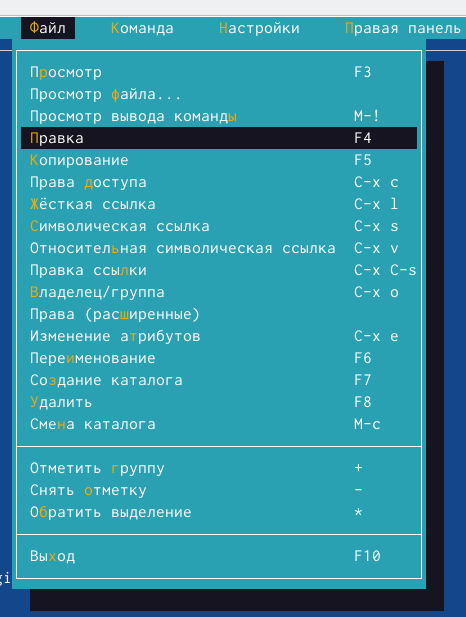 Файл Команда Настройки Правая панель
Просмотр F3
Просмотр файла...
Просмотр вывода команды M-!
Правка F4
Копирование F5
Права доступа C-x c
Жёсткая ссылка C-x l
Символическая ссылка C-x s
Относительная символическая ссылка C-x v
Правка ссылки C-x C-s
Владелец/группа C-x o
Права (расширенные)
Изменение атрибутов C-x e
Переименование F6
Создание каталога F7
Удалить F8
Смена каталога M-c
Отметить группу +
Снять отметку -
Обратить выделение *
Выход F10
gi